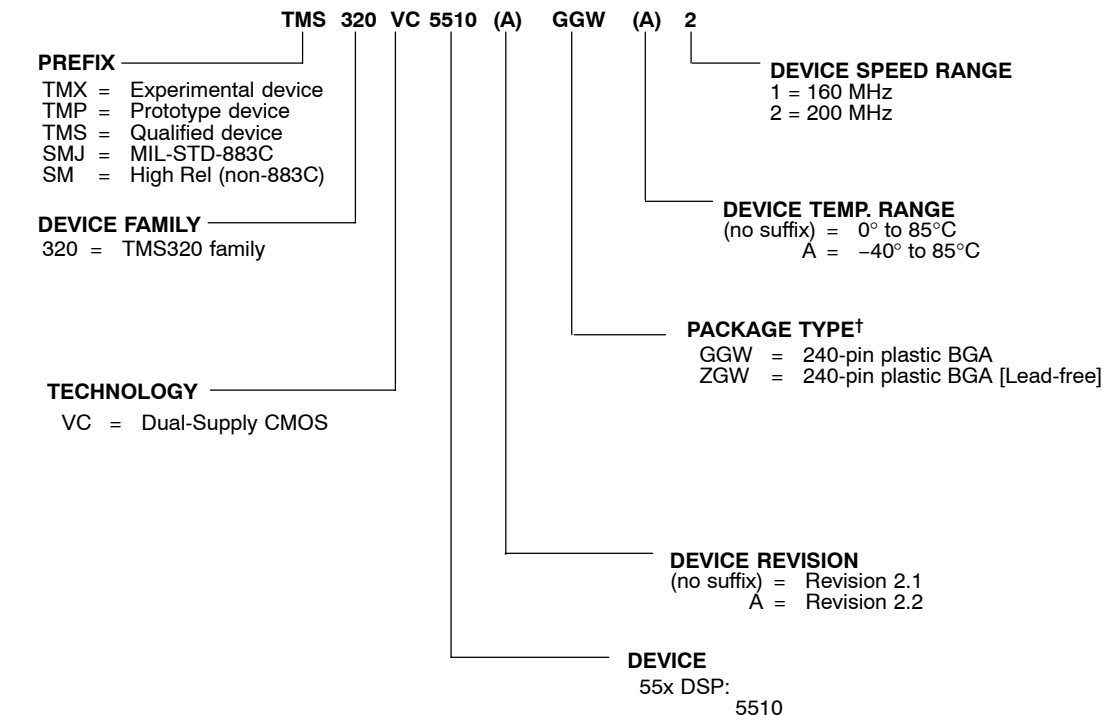 TMS 320 VC 5510 (A) GGW (A) 2
PREFIX
TMX = Experimental device
TMP = Prototype device
TMS = Qualified device
SMJ = MIL-STD-883C
SM = High Rel (non-883C)
DEVICE SPEED RANGE
1 = 160 MHz
2 = 200 MHz
DEVICE FAMILY
320 = TMS320 family
DEVICE TEMP. RANGE
(no suffix) = 0° to 85°C
A = −40° to 85°C
PACKAGE TYPE†
GGW = 240-pin plastic BGA
ZGW = 240-pin plastic BGA [Lead-free]
TECHNOLOGY
VC = Dual-Supply CMOS
DEVICE REVISION
(no suffix) = Revision 2.1
A = Revision 2.2
DEVICE
55x DSP:
5510